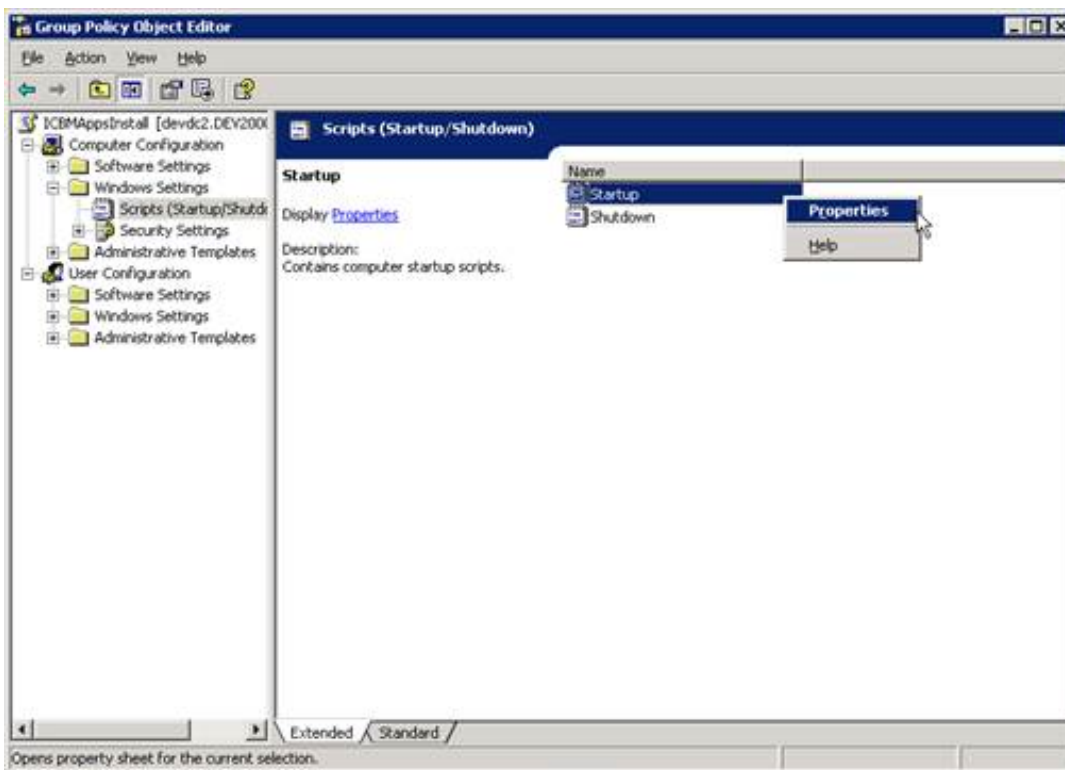 Group Policy Object Editor
File Action View Help
ICBMAppsInstall [devdc2.DEV200
Computer Configuration
Software Settings
Windows Settings
Scripts (Startup/Shutd
Security Settings
Administrative Templates
User Configuration
Software Settings
Windows Settings
Administrative Templates
Scripts (Startup/Shutdown)
Startup
Display Properties
Description:
Contains computer startup scripts.
Name
Startup
Shutdown
Properties
Help
Extended Standard
Opens property sheet for the current selection.